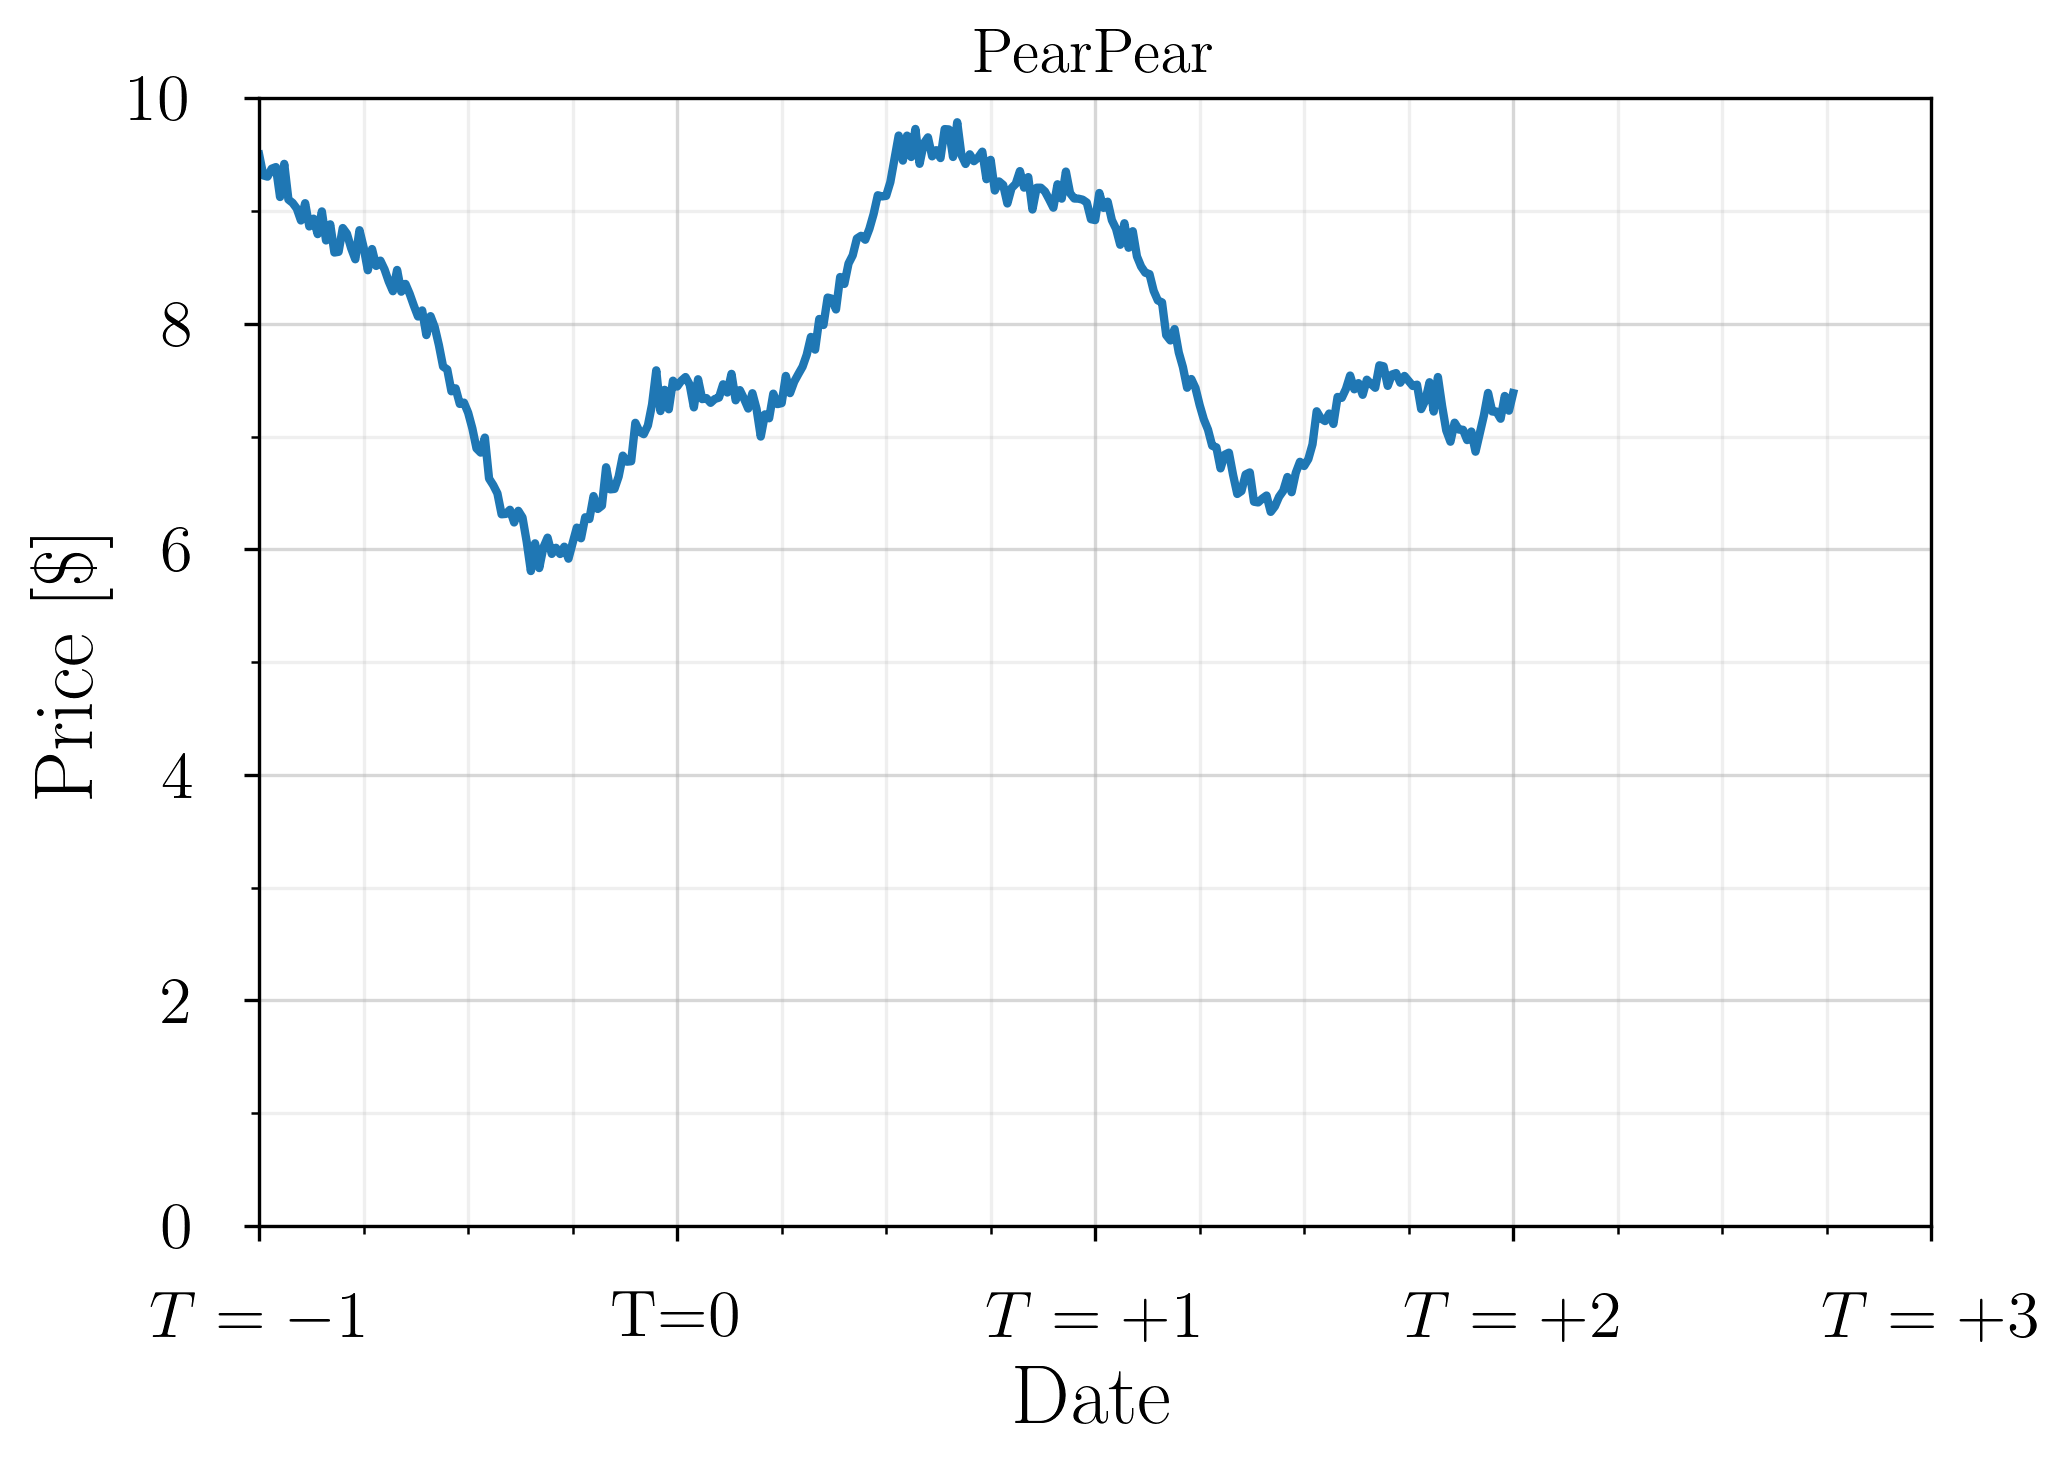 PearPear
10
8
6
4
2
0
Price [$]
T = −1
T=0
T = +1
T = +2
T = +3
Date